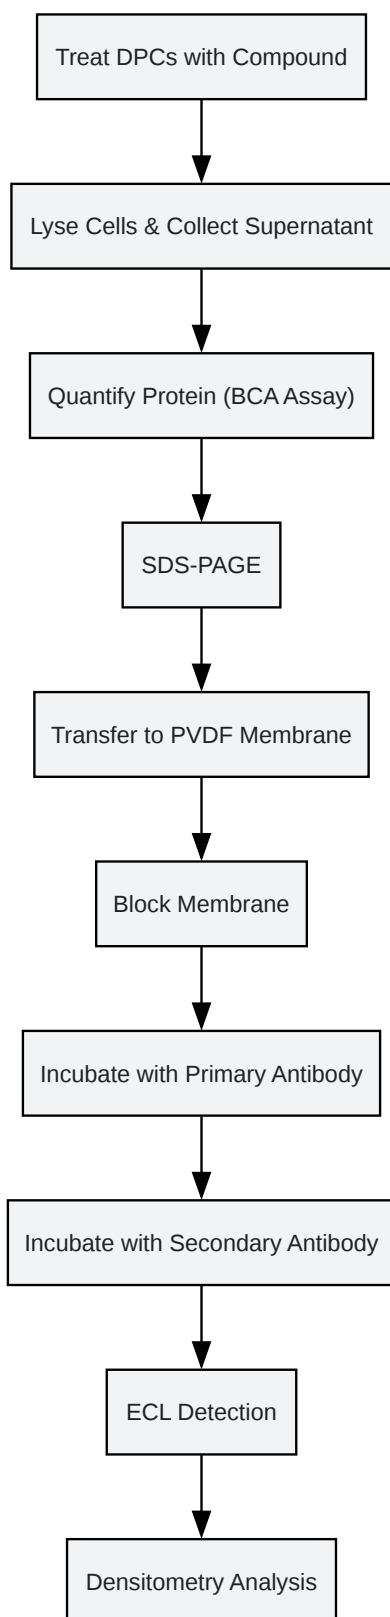 Treat DPCs with Compound
Lyse Cells & Collect Supernatant
Quantify Protein (BCA Assay)
SDS-PAGE
Transfer to PVDF Membrane
Block Membrane
Incubate with Primary Antibody
Incubate with Secondary Antibody
ECL Detection
Densitometry Analysis